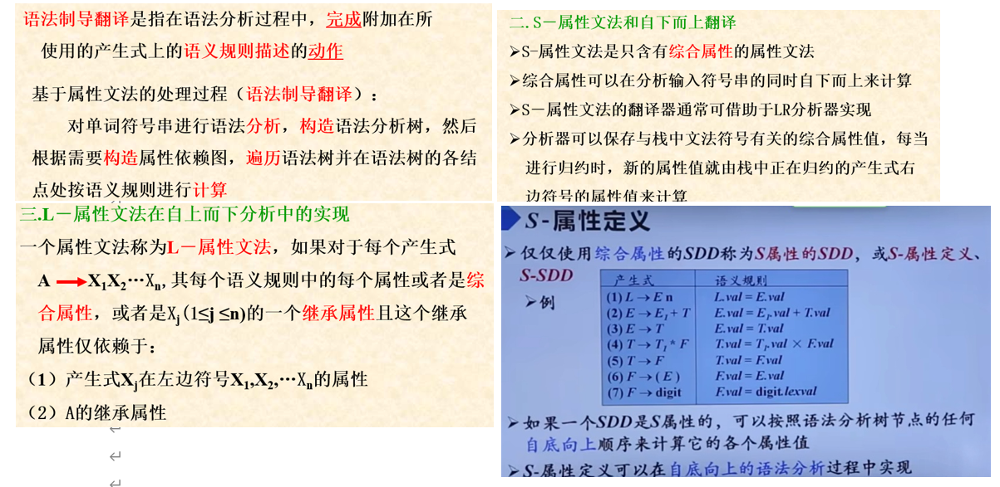 语法制导翻译是指在语法分析过程中，完成附加在所
使用的产生式上的语义规则描述的动作
基于属性文法的处理过程（语法制导翻译）：
对单词符号串进行语法分析，构造语法分析树，然后
根据需要构造属性依赖图，遍历语法树并在语法树的各结
点处按语义规则进行计算
二.S－属性文法和自下而上翻译
➢S-属性文法是只含有综合属性的属性文法
➢综合属性可以在分析输入符号串的同时自下而上来计算
➢S－属性文法的翻译器通常可借助于LR分析器实现
➢分析器可以保存与栈中文法符号有关的综合属性值，每当
进行归约时，新的属性值就由栈中正在归约的产生式右
边符号的属性值来计算
三.L－属性文法在自上而下分析中的实现
一个属性文法称为L－属性文法，如果对于每个产生式
A → X₁X₂…Xₙ, 其每个语义规则中的每个属性或者是综
合属性，或者是Xⱼ(1≤j ≤n)的一个继承属性且这个继承
属性仅依赖于：
（1）产生式Xⱼ在左边符号X₁,X₂,…Xₙ的属性
（2）A的继承属性
S-属性定义
➢仅仅使用综合属性的SDD称为S属性的SDD，或S-属性定义、
S-SDD
➢例
产生式 语义规则
(1) L → E n L.val = E.val
(2) E → E₁ + T E.val = E₁.val + T.val
(3) E → T E.val = T.val
(4) T → T₁ * F T.val = T₁.val × F.val
(5) T → F T.val = F.val
(6) F → ( E ) F.val = E.val
(7) F → digit F.val = digit.lexval
➢如果一个SDD是S属性的，可以按照语法分析树节点的任何
自底向上顺序来计算它的各个属性值
➢S-属性定义可以在自底向上的语法分析过程中实现